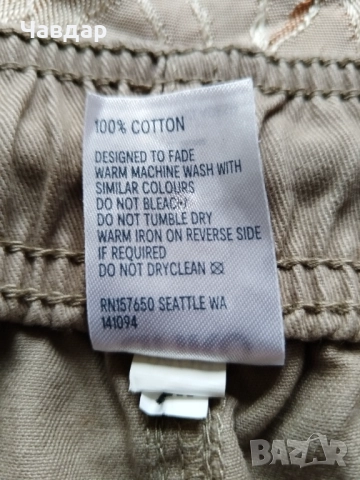 Чавдар
100% COTTON
DESIGNED TO FADE
WARM MACHINE WASH WITH
SIMILAR COLOURS
DO NOT BLEACH
DO NOT TUMBLE DRY
WARM IRON ON REVERSE SIDE
IF REQUIRED
DO NOT DRYCLEAN
RN157650 SEATTLE WA
141094
BAZAR